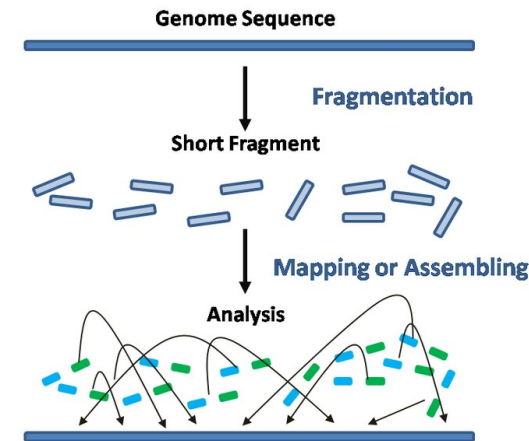 Genome Sequence
Fragmentation
Short Fragment
Mapping or Assembling
Analysis